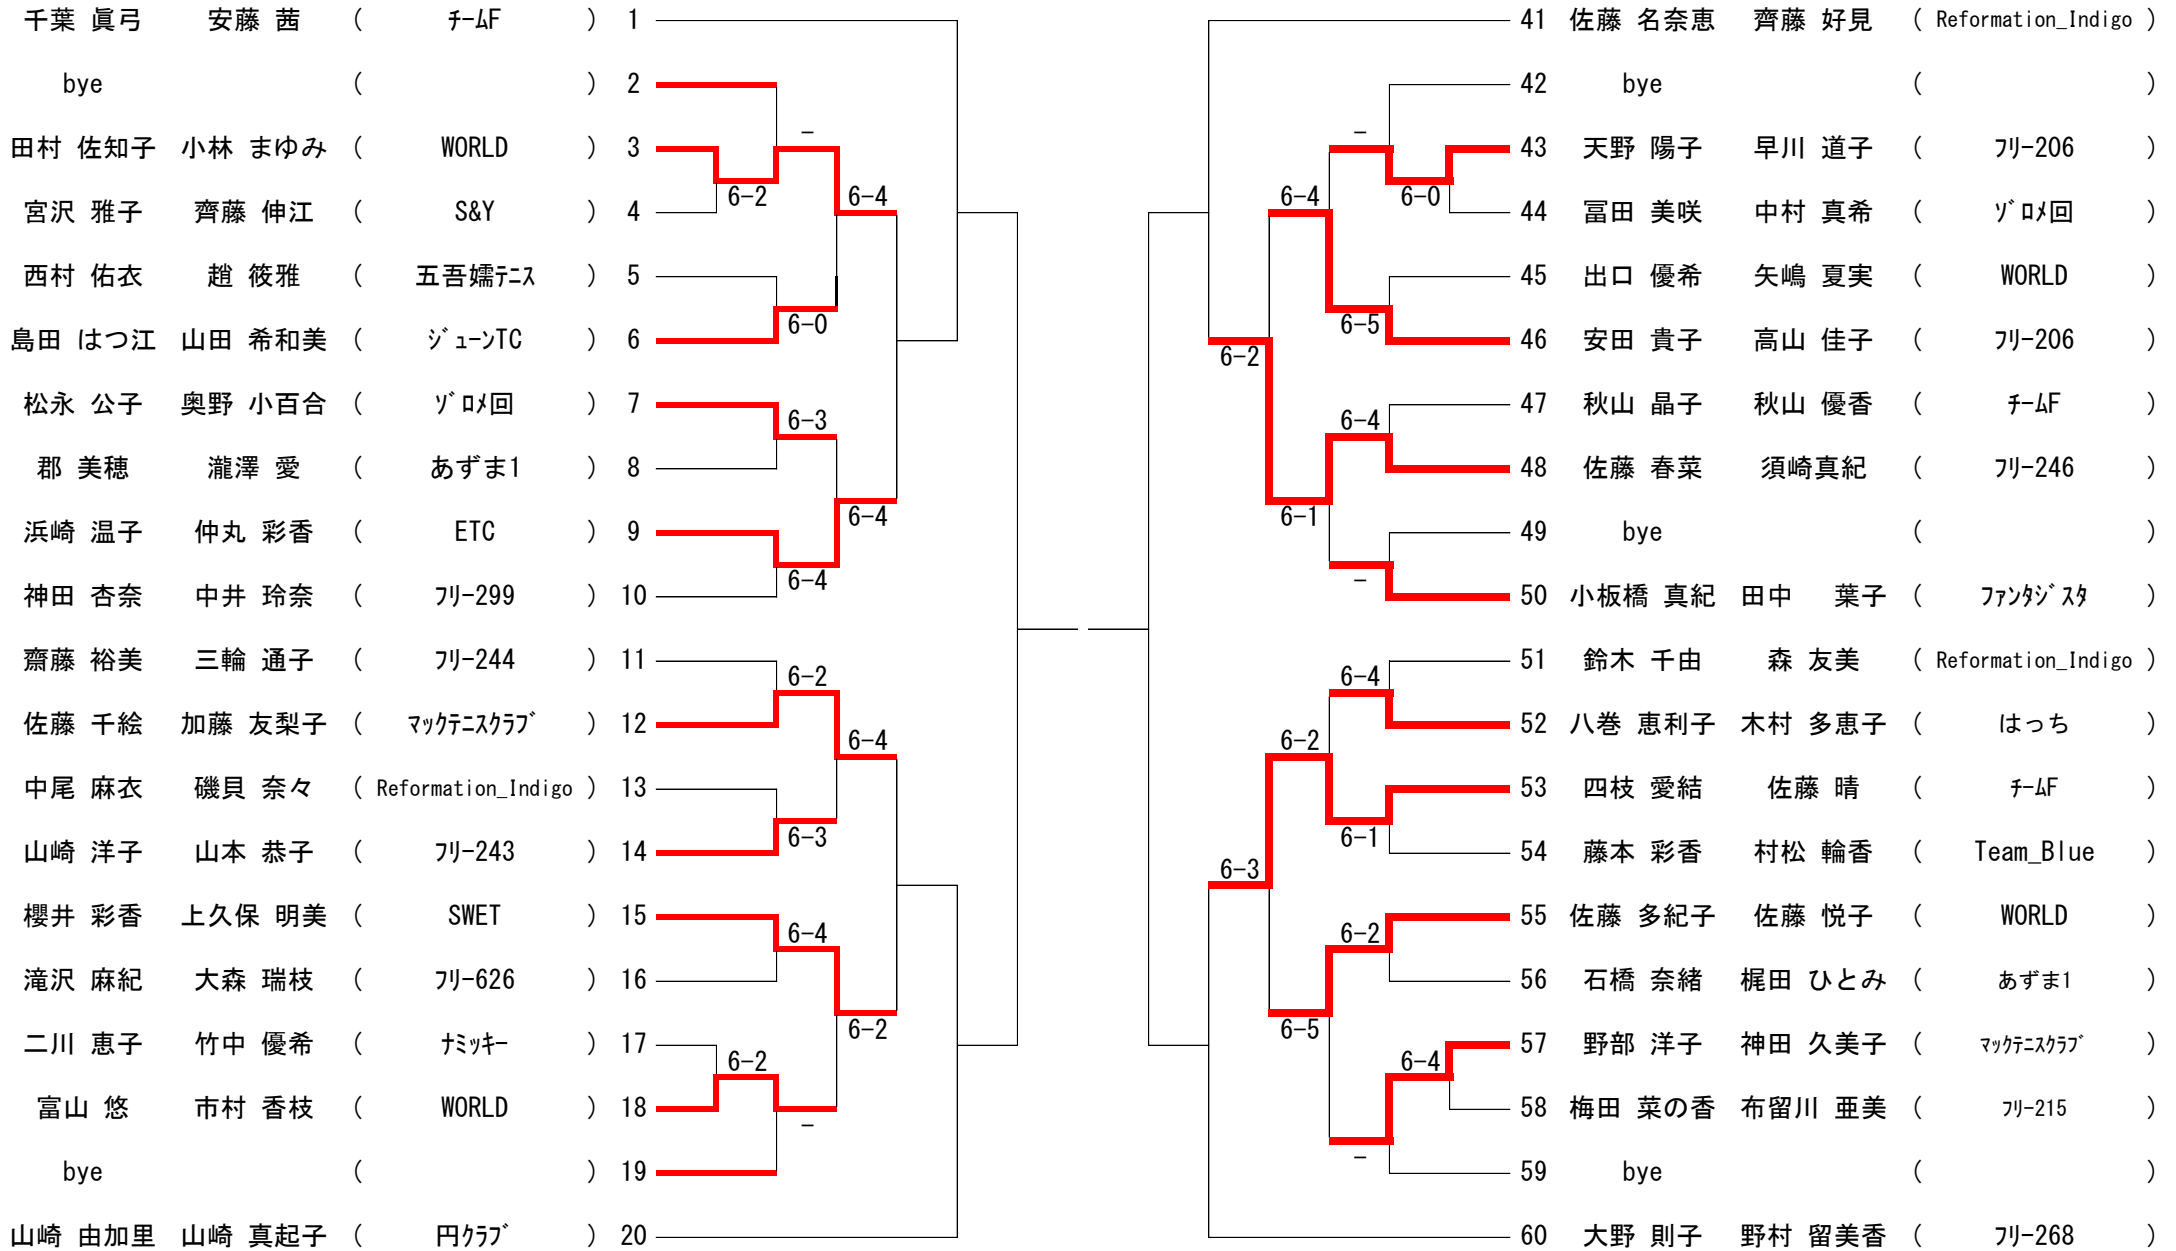 千葉 眞弓 安藤 茜 ( ﾁｰﾑF ) 1
bye ( ) 2
田村 佐知子 小林 まゆみ ( WORLD ) 3
宮沢 雅子 齊藤 伸江 ( S&Y ) 4
西村 佑衣 趙 筱雅 ( 五吾嬬ﾃﾆｽ ) 5
島田 はつ江 山田 希和美 ( ｼﾞｭｰﾝTC ) 6
松永 公子 奥野 小百合 ( ｿﾞﾛﾒ回 ) 7
郡 美穂 瀧澤 愛 ( あずま1 ) 8
浜崎 温子 仲丸 彩香 ( ETC ) 9
神田 杏奈 中井 玲奈 ( ﾌﾘｰ299 ) 10
齋藤 裕美 三輪 通子 ( ﾌﾘｰ244 ) 11
佐藤 千絵 加藤 友梨子 ( ﾏｯｸﾃﾆｽｸﾗﾌﾞ ) 12
中尾 麻衣 磯貝 奈々 ( Reformation_Indigo ) 13
山崎 洋子 山本 恭子 ( ﾌﾘｰ243 ) 14
櫻井 彩香 上久保 明美 ( SWET ) 15
滝沢 麻紀 大森 瑞枝 ( ﾌﾘｰ626 ) 16
二川 恵子 竹中 優希 ( ﾅﾐｯｷｰ ) 17
富山 悠 市村 香枝 ( WORLD ) 18
bye ( ) 19
山崎 由加里 山崎 真起子 ( 円ｸﾗﾌﾞ ) 20
6-2
-
6-0
6-4
6-3
6-4
6-4
6-2
6-3
6-4
6-4
6-2
-
6-2
41 佐藤 名奈恵 齊藤 好見 ( Reformation_Indigo )
42 bye ( )
43 天野 陽子 早川 道子 ( ﾌﾘｰ206 )
44 冨田 美咲 中村 真希 ( ｿﾞﾛﾒ回 )
45 出口 優希 矢嶋 夏実 ( WORLD )
46 安田 貴子 高山 佳子 ( ﾌﾘｰ206 )
47 秋山 晶子 秋山 優香 ( ﾁｰﾑF )
48 佐藤 春菜 須崎真紀 ( ﾌﾘｰ246 )
49 bye ( )
50 小板橋 真紀 田中 葉子 ( ﾌｧﾝﾀｼﾞｽﾀ )
51 鈴木 千由 森 友美 ( Reformation_Indigo )
52 八巻 恵利子 木村 多恵子 ( はっち )
53 四枝 愛結 佐藤 晴 ( ﾁｰﾑF )
54 藤本 彩香 村松 輪香 ( Team_Blue )
55 佐藤 多紀子 佐藤 悦子 ( WORLD )
56 石橋 奈緒 梶田 ひとみ ( あずま1 )
57 野部 洋子 神田 久美子 ( ﾏｯｸﾃﾆｽｸﾗﾌﾞ )
58 梅田 菜の香 布留川 亜美 ( ﾌﾘｰ215 )
59 bye ( )
60 大野 則子 野村 留美香 ( ﾌﾘｰ268 )
-
6-0
6-4
6-5
6-2
6-4
6-1
-
6-4
6-2
6-1
6-3
6-2
6-5
6-4
-